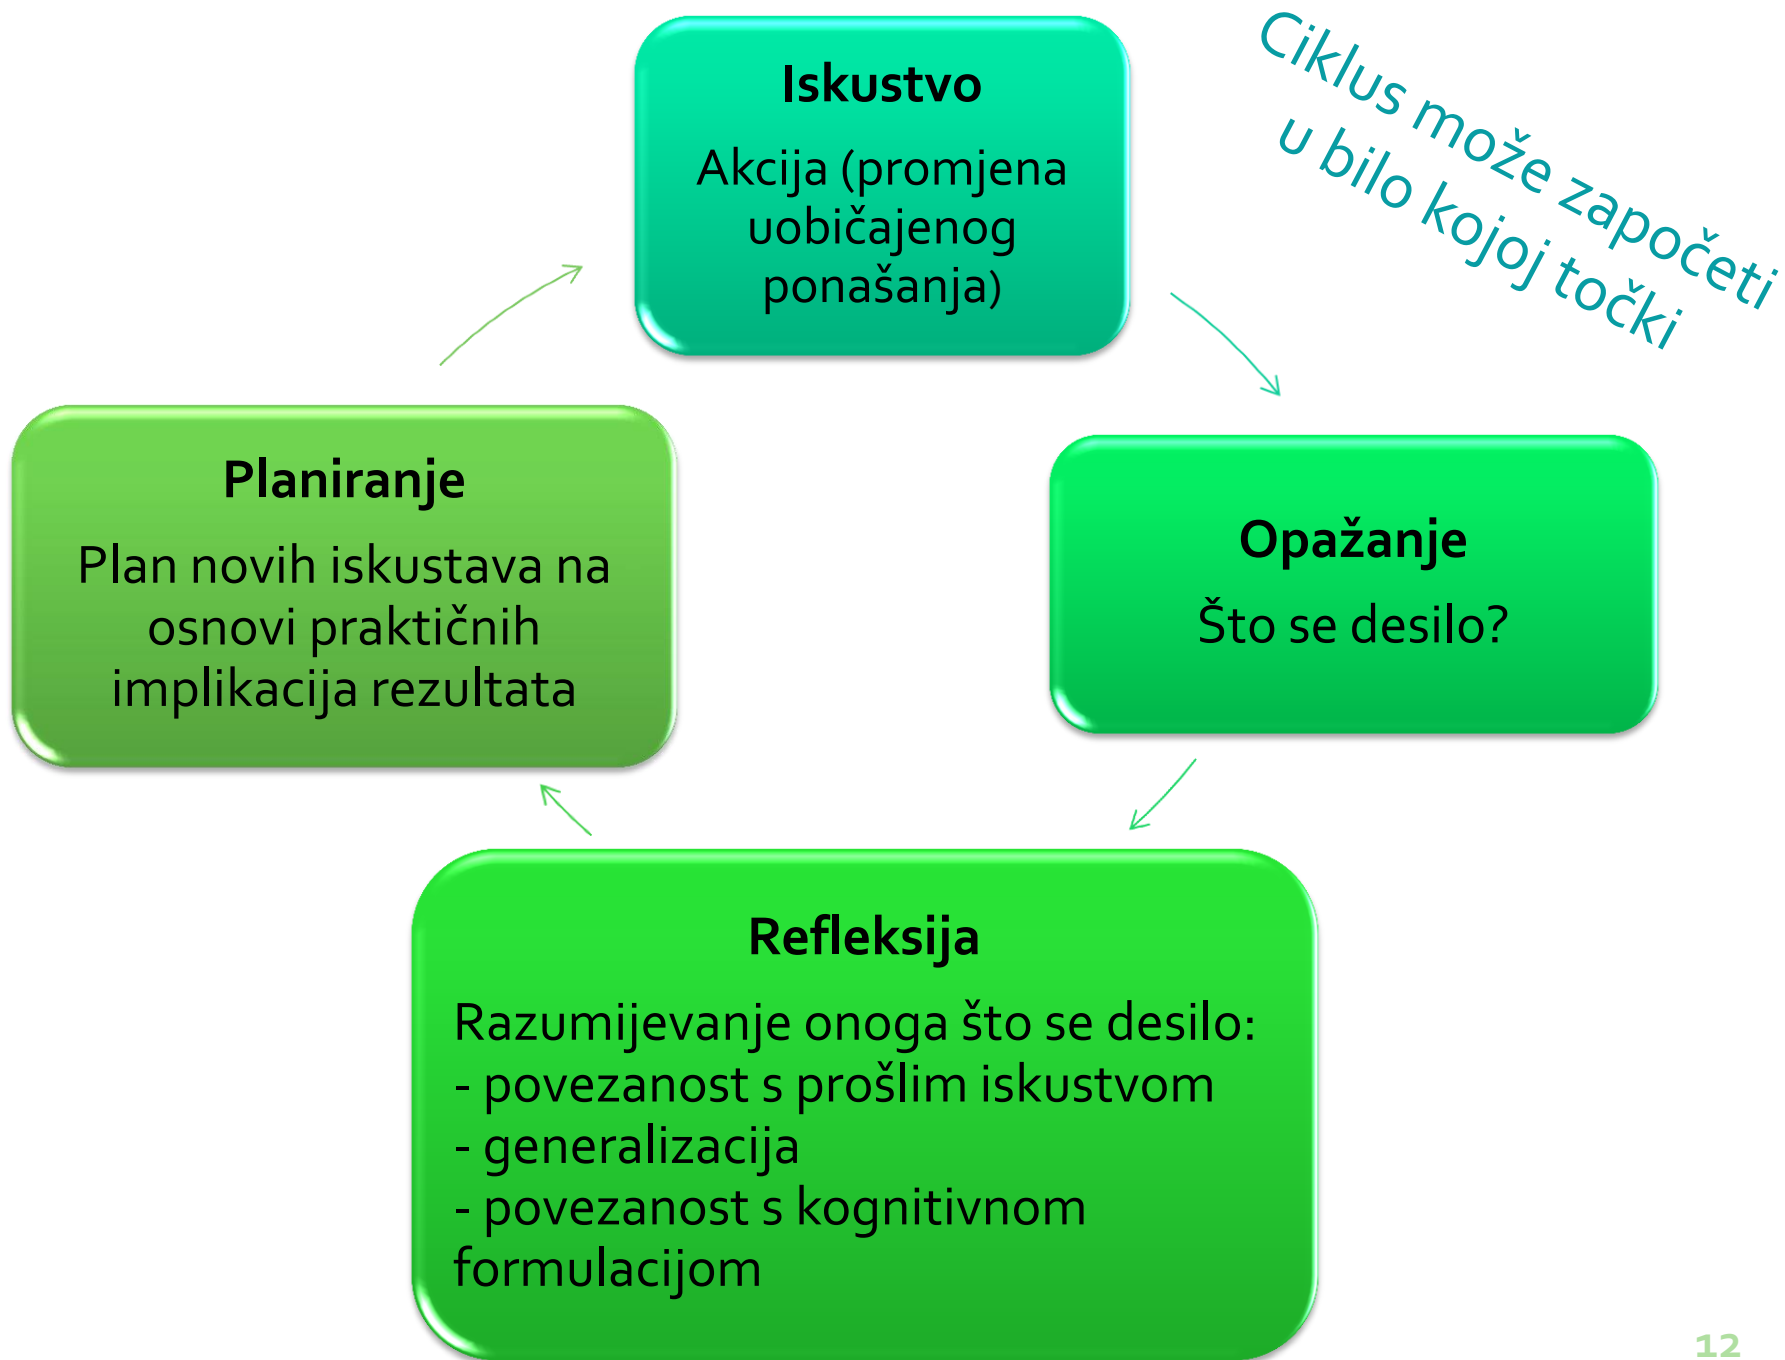 Iskustvo
Akcija (promjena
uobičajenog
ponašanja)
Ciklus može započeti
u bilo kojoj točki
Planiranje
Plan novih iskustava na
osnovi praktičnih
implikacija rezultata
Opažanje
Što se desilo?
Refleksija
Razumijevanje onoga što se desilo:
- povezanost s prošlim iskustvom
- generalizacija
- povezanost s kognitivnom
formulacijom
12